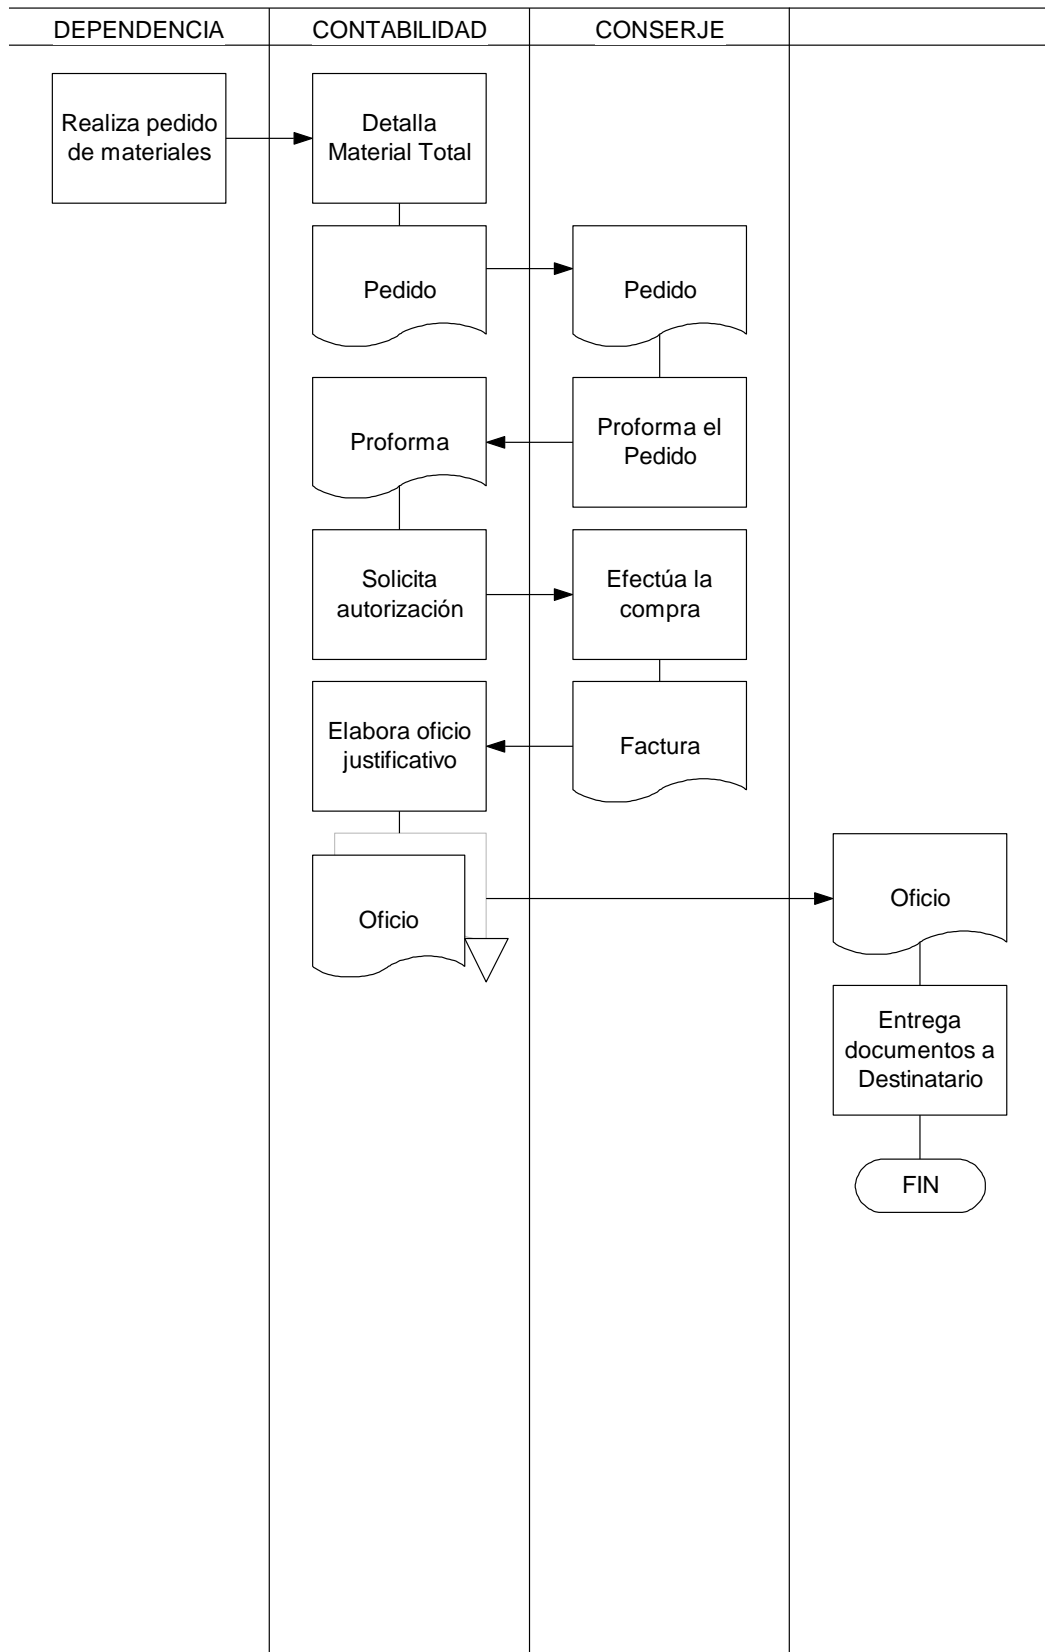 DEPENDENCIA
CONTABILIDAD
CONSERJE
Realiza pedido
de materiales
Detalla
Material Total
Pedido
Pedido
Proforma
Proforma el
Pedido
Solicita
autorización
Efectúa la
compra
Elabora oficio
justificativo
Factura
Oficio
Oficio
Entrega
documentos a
Destinatario
FIN